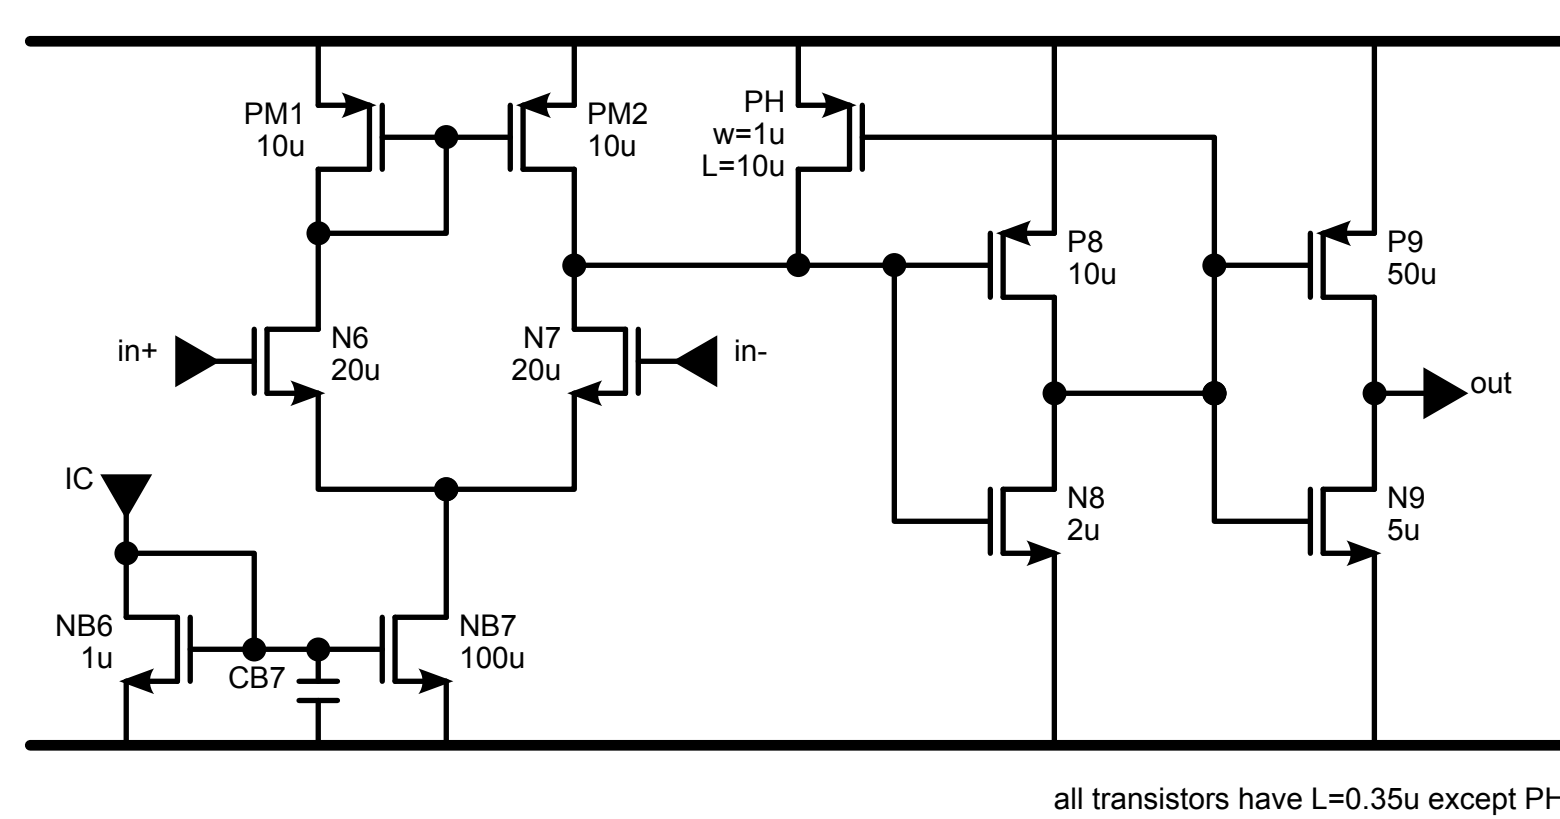 PM1
10u
PM2
10u
PH
w=1u
L=10u
P8
10u
P9
50u
in+
N6
20u
N7
20u
in-
out
IC
N8
2u
N9
5u
NB6
1u
CB7
NB7
100u
all transistors have L=0.35u except PH